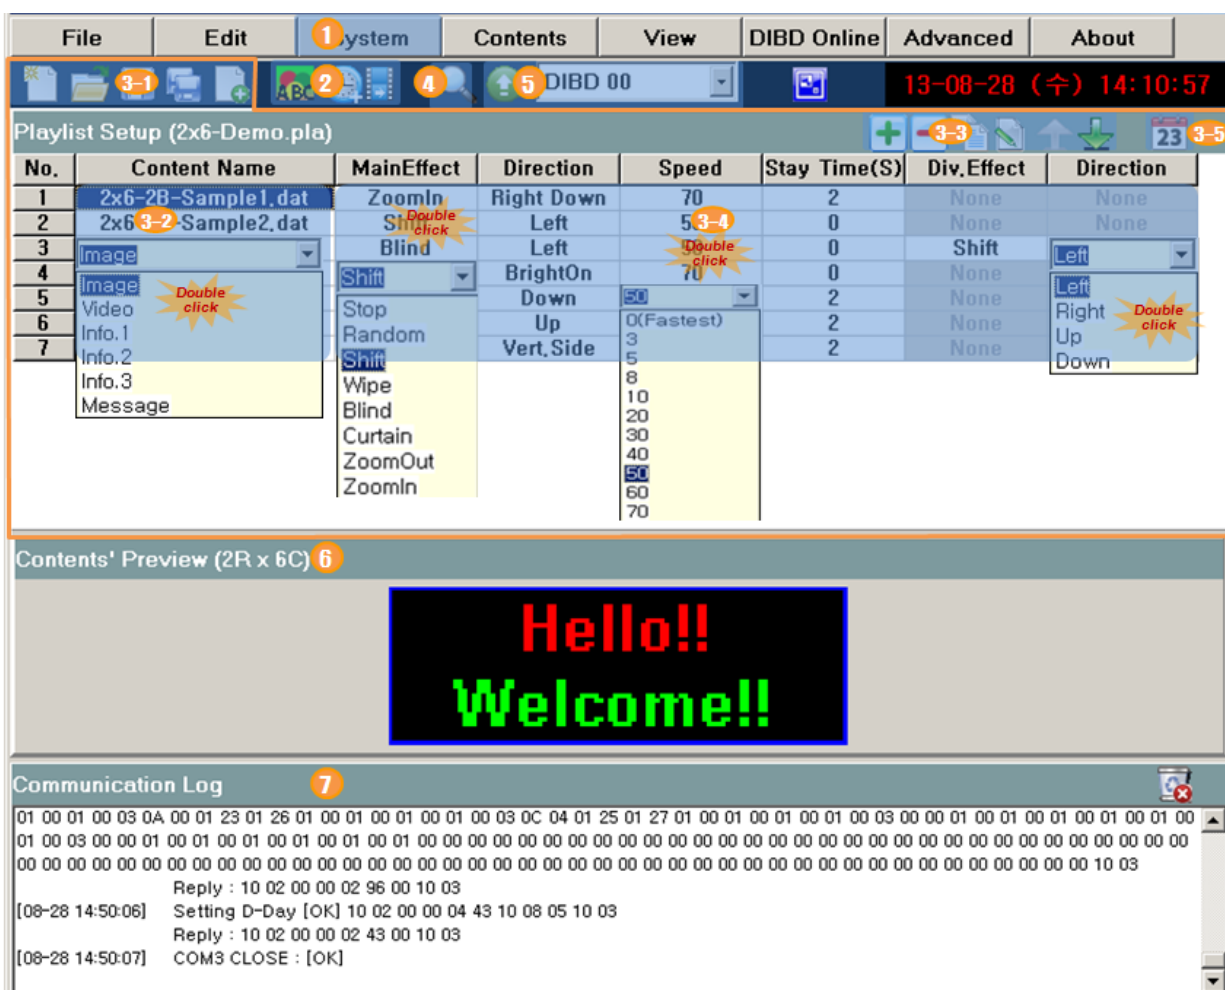 File Edit 1 System Contents View DIBD Online Advanced About
3-1 ABC 2 4 5 DIBD 00 13-08-28 (수) 14:10:57
Playlist Setup (2x6-Demo.pla) 3-3 23 3-5
No. Content Name MainEffect Direction Speed Stay Time(S) Div.Effect Direction
1 2x6-2B-Sample1.dat ZoomIn Right Down 70 2 None None
2 2x6 3-2 -Sample2.dat Shift Double click Left 3-4 0 None None
3 Image Blind Left Double click 0 Shift Left
4 Image Shift BrightOn 70 0 None Left
5 Video Double click Stop Down 50 2 None Right Double click
6 Info.1 Random Up 0(Fastest) 2 None Up
7 Info.2 Shift Vert.Side 3 2 None Down
Info.3 Wipe 5
Message Blind 8
Curtain 10
ZoomOut 20
ZoomIn 30
40
50
60
70
Contents' Preview (2R x 6C) 6
Hello!!
Welcome!!
Communication Log 7
01 00 01 00 03 0A 00 01 23 01 26 01 00 01 00 01 00 01 00 03 0C 04 01 25 01 27 01 00 01 00 01 00 01 00 03 00 00 01 00 01 00 01 00 01 00 01 00
01 00 03 00 00 01 00 01 00 01 00 01 00 01 00 01 00 00 00 00 00 00 00 00 00 00 00 00 00 00 00 00 00 00 00 00 00 00 00 00 00 00 00 00 00 00 00
00 00 00 00 00 00 00 00 00 00 00 00 00 00 00 00 00 00 00 00 00 00 00 00 00 00 00 00 00 00 00 00 00 00 00 00 00 00 00 00 00 00 00 10 03
Reply : 10 02 00 00 02 96 00 10 03
[08-28 14:50:06] Setting D-Day [OK] 10 02 00 00 04 43 10 08 05 10 03
Reply : 10 02 00 00 02 43 00 10 03
[08-28 14:50:07] COM3 CLOSE : [OK]